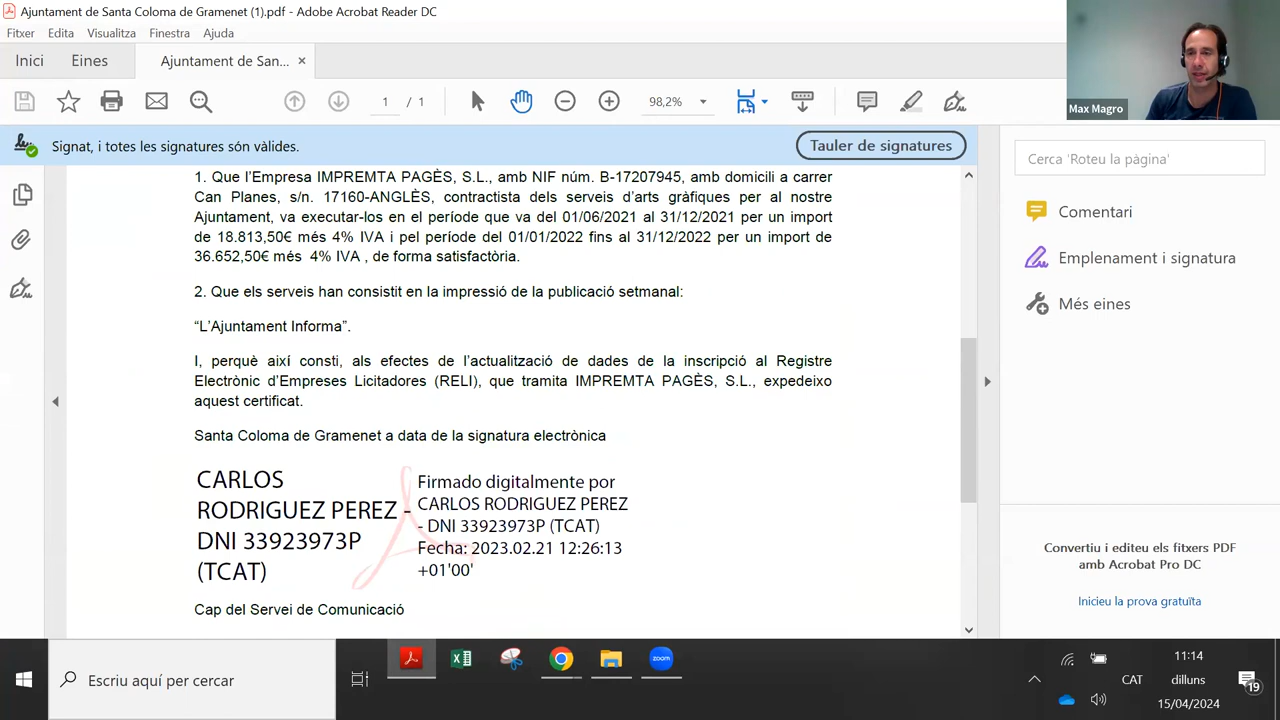 Ajuntament de Santa Coloma de Gramenet (1).pdf - Adobe Acrobat Reader DC
Fitxer Edita Visualitza Finestra Ajuda
Inici Eines Ajuntament de San... ×
1 / 1 98,2%
Max Magro
Signat, i totes les signatures són vàlides.
Tauler de signatures
Cerca 'Roteu la pàgina'
1. Que l’Empresa IMPREMTA PAGÈS, S.L., amb NIF núm. B-17207945, amb domicili a carrer
Can Planes, s/n. 17160-ANGLÈS, contractista dels serveis d’arts gràfiques per al nostre
Ajuntament, va executar-los en el període que va del 01/06/2021 al 31/12/2021 per un import
de 18.813,50€ més 4% IVA i pel període del 01/01/2022 fins al 31/12/2022 per un import de
36.652,50€ més 4% IVA , de forma satisfactòria.
2. Que els serveis han consistit en la impressió de la publicació setmanal:
“L’Ajuntament Informa”.
I, perquè així consti, als efectes de l’actualització de dades de la inscripció al Registre
Electrònic d’Empreses Licitadores (RELI), que tramita IMPREMTA PAGÈS, S.L., expedeixo
aquest certificat.
Santa Coloma de Gramenet a data de la signatura electrònica
CARLOS
RODRIGUEZ PEREZ -
DNI 33923973P
(TCAT)
Firmado digitalmente por
CARLOS RODRIGUEZ PEREZ
- DNI 33923973P (TCAT)
Fecha: 2023.02.21 12:26:13
+01'00'
Cap del Servei de Comunicació
Comentari
Emplenament i signatura
Més eines
Convertiu i editeu els fitxers PDF
amb Acrobat Pro DC
Inicieu la prova gratuïta
Escriu aquí per cercar
zoom
CAT
11:14
dilluns
15/04/2024
19